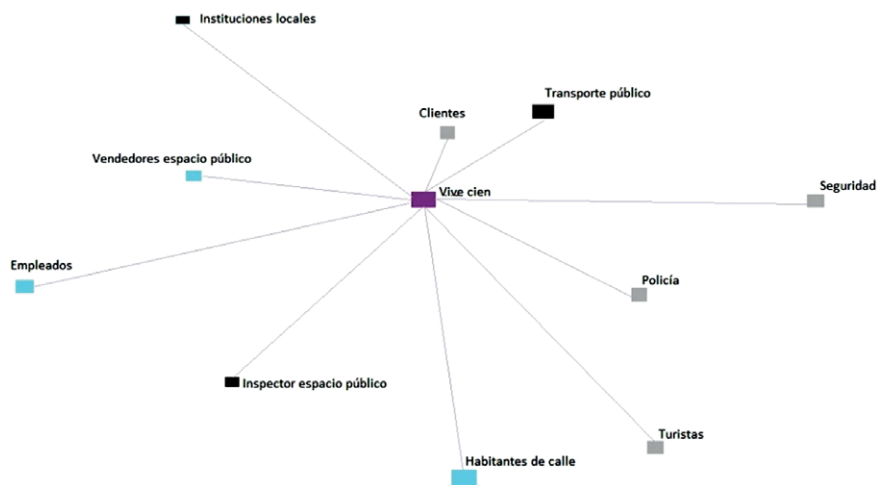 Instituciones locales
Transporte público
Clientes
Vendedores espacio público
Vive cien
Seguridad
Empleados
Policía
Inspector espacio público
Turistas
Habitantes de calle